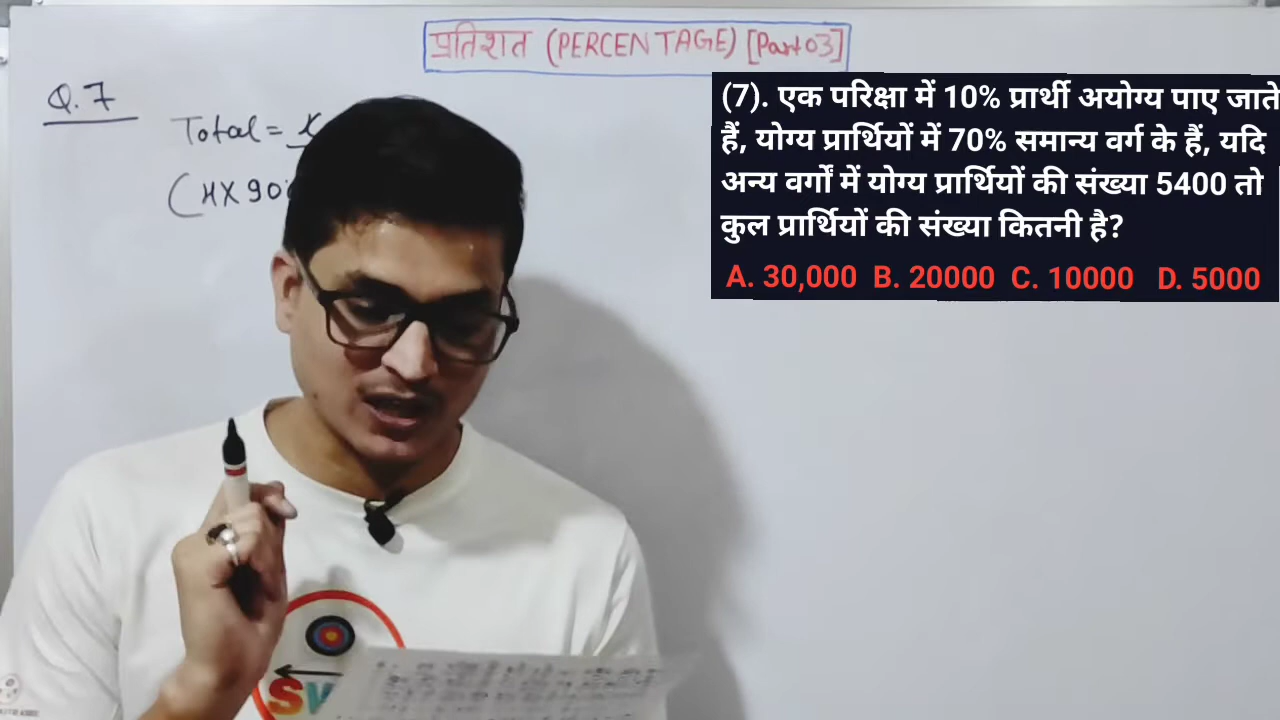 प्रतिशत (PERCENTAGE) [Part 03]
Q.7
Total = x
(x×90%
(7). एक परिक्षा में 10% प्रार्थी अयोग्य पाए जाते
हैं, योग्य प्रार्थियों में 70% समान्य वर्ग के हैं, यदि
अन्य वर्गों में योग्य प्रार्थियों की संख्या 5400 तो
कुल प्रार्थियों की संख्या कितनी है?
A. 30,000 B. 20000 C. 10000 D. 5000